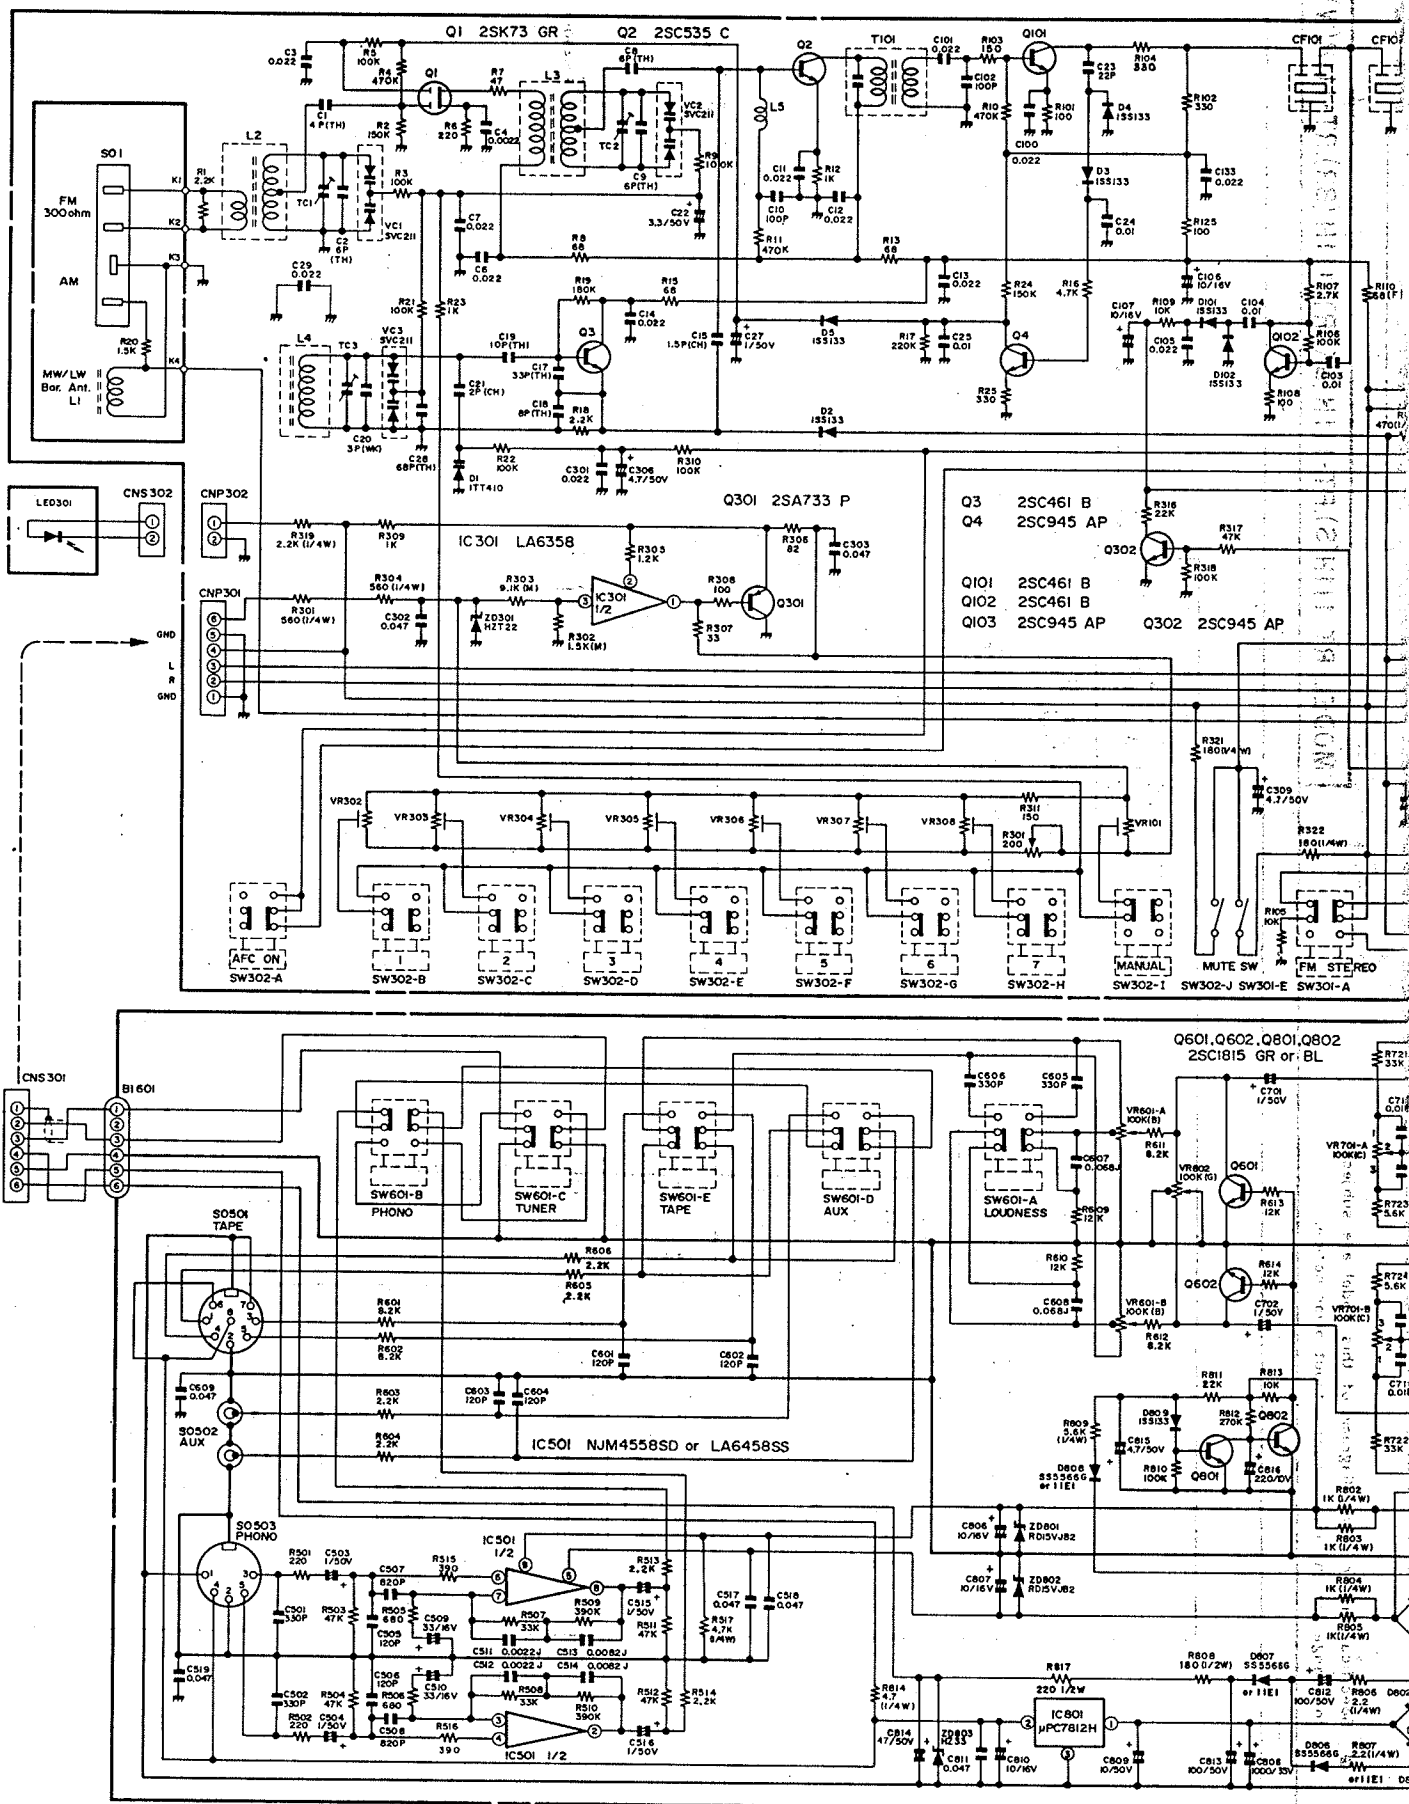 Q1 2SK73 GR
Q2 2SC535 C
C3
0.022
R5
100K
R4
470K
Q1
R7
47
L3
C8
6P(TH)
Q2
T101
C101
0.022
R103
150
Q101
C23
22P
R104
330
CF101
C102
100P
R10
470K
R101
100
D4
1SS133
R102
330
C1
4P(TH)
R2
150K
R6
220
C4
0.0022
TC2
VC2
SVC211
L5
C100
0.022
S01
L2
FM
300ohm
AM
K1
R1
2.2K
K2
K3
K4
TC1
C2
6P
(TH)
VC1
SVC211
R3
100K
C9
6P(TH)
R9
100K
C11
0.022
R12
1K
C10
100P
C12
0.022
D3
1SS133
C133
0.022
C7
0.022
C22
3.3/50V
R11
470K
C24
0.01
R125
100
C29
0.022
C6
0.022
R8
68
R13
68
R19
180K
R15
68
C13
0.022
R24
150K
R16
4.7K
C106
10/16V
R107
2.7K
R110
68(F)
R21
100K
R23
1K
C14
0.022
C107
10/16V
R109
10K
D101
1SS133
C104
0.01
R20
1.5K
L4
TC3
VC3
SVC211
C19
10P(TH)
Q3
C15
1.5P(CH)
C27
1/50V
D5
1SS133
R17
220K
C25
0.01
Q4
C105
0.022
D102
1SS133
Q102
R106
100K
C103
0.01
MW/LW
Bar. Ant.
L1
C17
33P(TH)
C21
2P(CH)
C18
8P(TH)
R18
2.2K
R25
330
R108
100
C20
3P(WK)
C28
68P(TH)
D2
1SS133
D1
1TT410
R22
100K
C301
0.022
C306
4.7/50V
R310
100K
LED301
CNS302
1
2
CNP302
1
2
R319
2.2K(1/4W)
R309
1K
IC301 LA6358
Q301 2SA733 P
Q3 2SC461 B
Q4 2SC945 AP
R316
22K
R317
47K
R305
1.2K
R306
82
C303
0.047
Q302
R318
100K
CNP301
6
5
4
3
2
1
GND
L
R
GND
R301
560(1/4W)
R304
560(1/4W)
C302
0.047
ZD301
HZT22
R303
9.1K(M)
R302
1.5K(M)
IC301
1/2
R308
100
R307
33
Q301
Q101 2SC461 B
Q102 2SC461 B
Q103 2SC945 AP
Q302 2SC945 AP
R321
180(1/4W)
C309
4.7/50V
R322
180(1/4W)
VR302
VR303
VR304
VR305
VR306
VR307
VR308
R311
150
R301
200
VR101
R105
10K
AFC ON
SW302-A
1
SW302-B
2
SW302-C
3
SW302-D
4
SW302-E
5
SW302-F
6
SW302-G
7
SW302-H
MANUAL
SW302-I
MUTE SW
SW302-J
SW301-E
FM STEREO
SW301-A
Q601, Q602, Q801, Q802
2SC1815 GR or BL
CNS301
1
2
3
4
5
6
B1601
1
2
3
4
5
6
C606
330P
C605
330P
C701
1/50V
R721
33K
SW601-B
PHONO
SW601-C
TUNER
SW601-E
TAPE
SW601-D
AUX
SW601-A
LOUDNESS
C607
0.068J
VR601-A
100K(B)
R611
8.2K
VR802
100K(G)
Q601
R613
12K
VR701-A
100K(C)
R723
5.6K
R609
12K
R610
12K
C608
0.068J
VR601-B
100K(B)
R612
8.2K
Q602
R614
12K
C702
1/50V
R724
5.6K
VR701-B
100K(C)
S0501
TAPE
R606
2.2K
R605
2.2K
R601
8.2K
R602
8.2K
C601
120P
C602
120P
C609
0.047
R603
2.2K
C603
120P
C604
120P
S0502
AUX
R604
2.2K
IC501 NJM4558SD or LA6458SS
R809
5.6K
(1/4W)
C815
4.7/50V
D809
1SS133
R811
22K
R812
270K
R813
10K
Q802
D808
SS5566G
or 11E1
R810
100K
Q801
C816
220/10V
R722
33K
S0503
PHONO
R501
220
C503
1/50V
C507
820P
R515
390
IC501
1/2
R513
2.2K
C806
10/16V
ZD801
RD15VJB2
C807
10/16V
ZD802
RD15VJB2
R802
1K(1/4W)
R803
1K(1/4W)
R804
1K(1/4W)
R805
1K(1/4W)
C501
330P
R503
47K
R505
680
C505
120P
C509
33/16V
R507
33K
R509
390K
C515
1/50V
R511
47K
R517
4.7K
(1/4W)
C517
0.047
C518
0.047
C511 0.0022J
C513 0.0082J
C512 0.0022J
C514 0.0082J
C519
0.047
C502
330P
R504
47K
R502
220
C504
1/50V
C506
120P
R506
680
C508
820P
C510
33/16V
R508
33K
R510
390K
R516
390
IC501 1/2
C516
1/50V
R512
47K
R514
2.2K
R814
4.7
(1/4W)
C814
47/50V
ZD803
HZ33
C811
0.047
C810
10/16V
R817
220 1/2W
IC801
μPC7812H
C809
10/50V
R808
180(1/2W)
D807
SS5566G
or 11E1
C812
100/50V
R806
2.2
(1/4W)
D802
C813
100/50V
C808
1000/35V
D806
SS5566G
or 11E1
R807
2.2(1/4W)